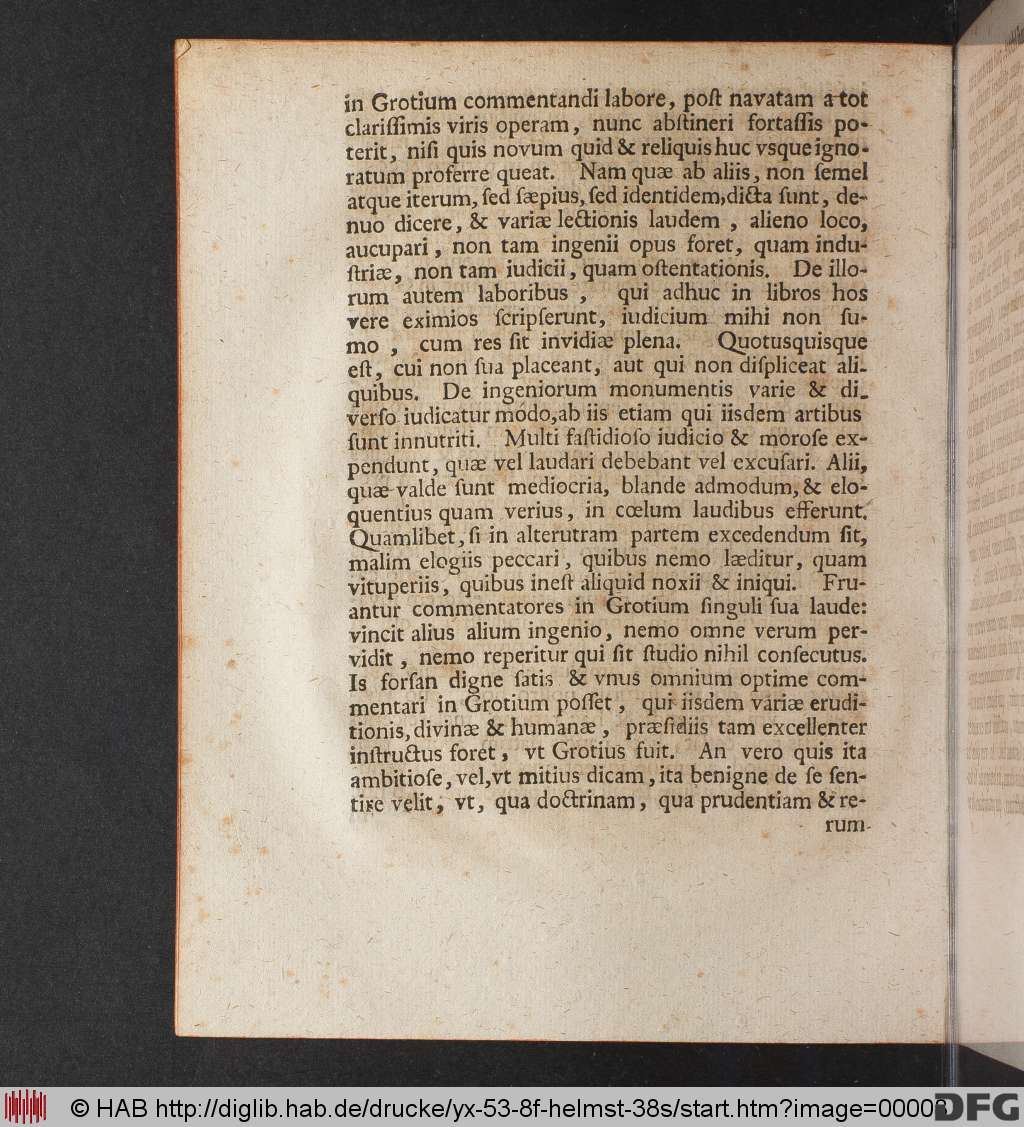 in Grotium commentandi labore, poſt navatam a tot
clariſſimis viris operam, nunc abſtineri fortaſſis po-
terit, niſi quis novum quid & reliquis huc vsque igno-
ratum proferre queat. Nam quæ ab aliis, non ſemel
atque iterum, ſed ſæpius, ſed identidem, dicta ſunt, de-
nuo dicere, & variæ lectionis laudem, alieno loco,
aucupari, non tam ingenii opus foret, quam indu-
ſtriæ, non tam iudicii, quam oſtentationis. De illo-
rum autem laboribus, qui adhuc in libros hos
vere eximios ſcripſerunt, iudicium mihi non ſu-
mo, cum res ſit invidiæ plena. Quotusquisque
eſt, cui non ſua placeant, aut qui non diſpliceat ali-
quibus. De ingeniorum monumentis varie & di-
verſo iudicatur módo, ab iis etiam qui iisdem artibus
ſunt innutriti. Multi faſtidioſo iudicio & moroſe ex-
pendunt, quæ vel laudari debebant vel excuſari. Alii,
quæ valde ſunt mediocria, blande admodum, & elo-
quentius quam verius, in cœlum laudibus efferunt.
Quamlibet, ſi in alterutram partem excedendum ſit,
malim elogiis peccari, quibus nemo læditur, quam
vituperiis, quibus ineſt aliquid noxii & iniqui. Fru-
antur commentatores in Grotium ſinguli ſua laude:
vincit alius alium ingenio, nemo omne verum per-
vidit, nemo reperitur qui ſit ſtudio nihil conſecutus.
Is forſan digne ſatis & vnus omnium optime com-
mentari in Grotium poſſet, qui iisdem variæ erudi-
tionis, divinæ & humanæ, præſidiis tam excellenter
inſtructus foret, vt Grotius fuit. An vero quis ita
ambitioſe, vel, vt mitius dicam, ita benigne de ſe ſen-
tire velit, vt, qua doctrinam, qua prudentiam & re-
rum
© HAB http://diglib.hab.de/drucke/yx-53-8f-helmst-38s/start.htm?image=00008
DFG